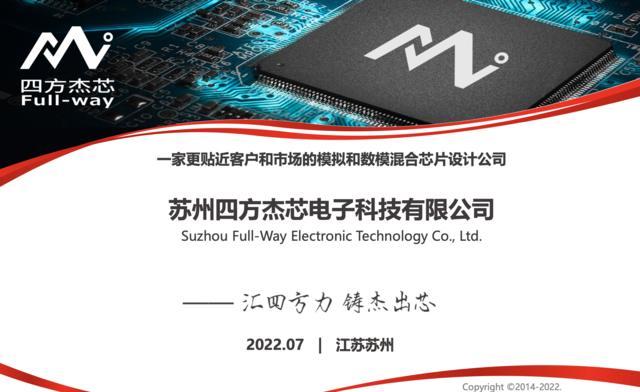 四方杰芯
Full-way
一家更贴近客户和市场的模拟和数模混合芯片设计公司
苏州四方杰芯电子科技有限公司
Suzhou Full-Way Electronic Technology Co., Ltd.
—— 汇四方力 铸杰出芯
2022.07 | 江苏苏州
Copyright ©2014-2022.